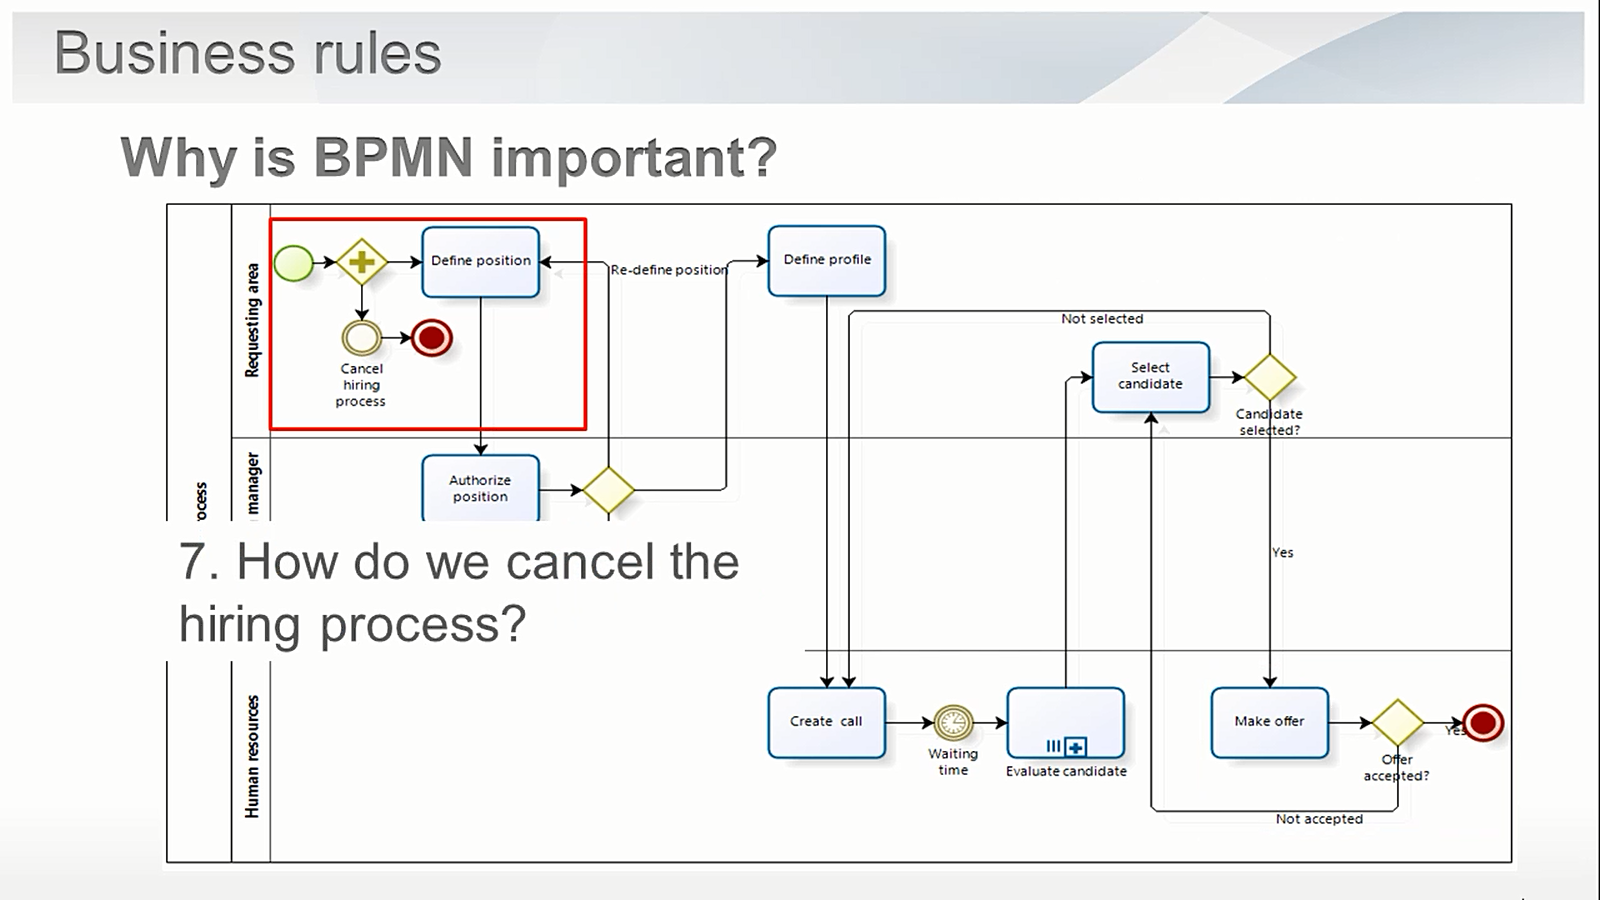 Business rules
Why is BPMN important?
Requesting area
Define position
Re-define position
Define profile
Cancel
hiring
process
Not selected
Select
candidate
Candidate
selected?
manager
Authorize
position
7. How do we cancel the
hiring process?
Yes
Human resources
Create call
Waiting
time
Evaluate candidate
Make offer
Yes
Offer
accepted?
Not accepted